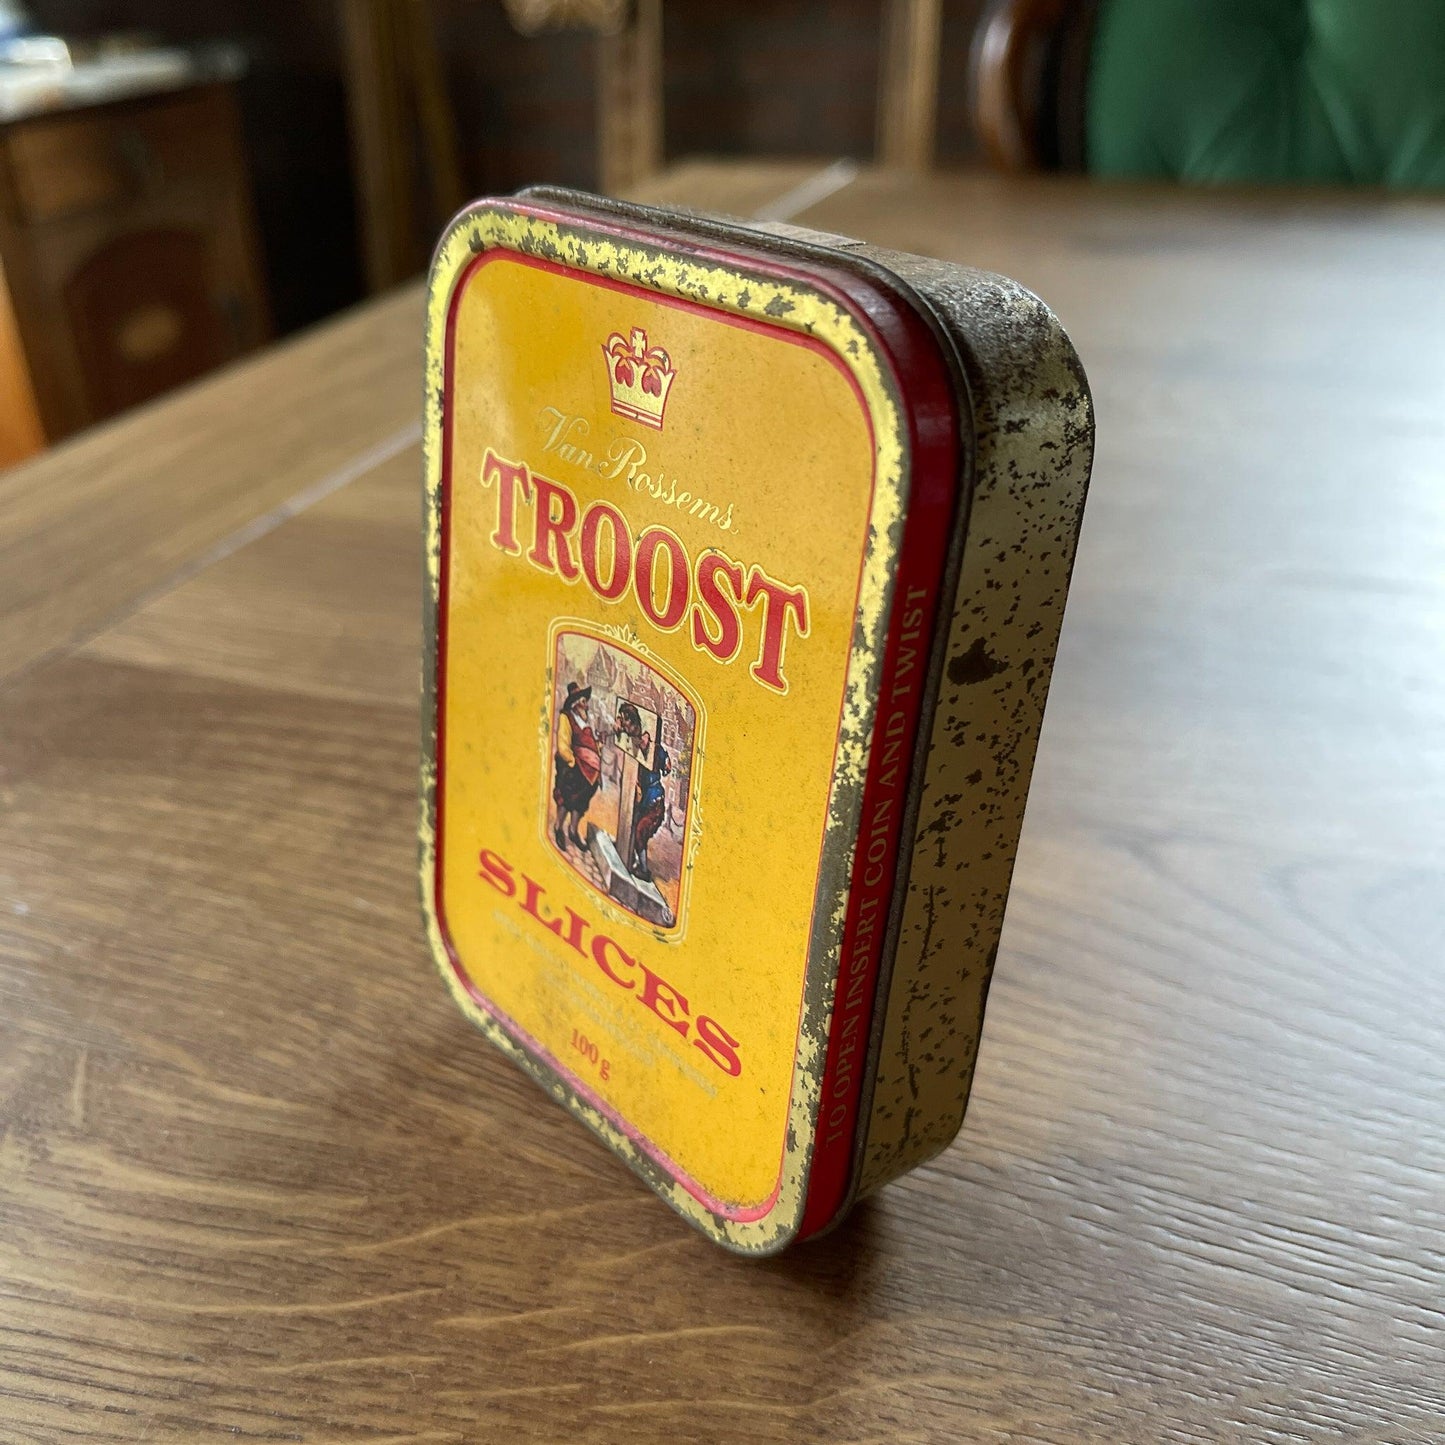 Van Rossems
TROOST
SLICES
100 g
TO OPEN INSERT COIN AND TWIST